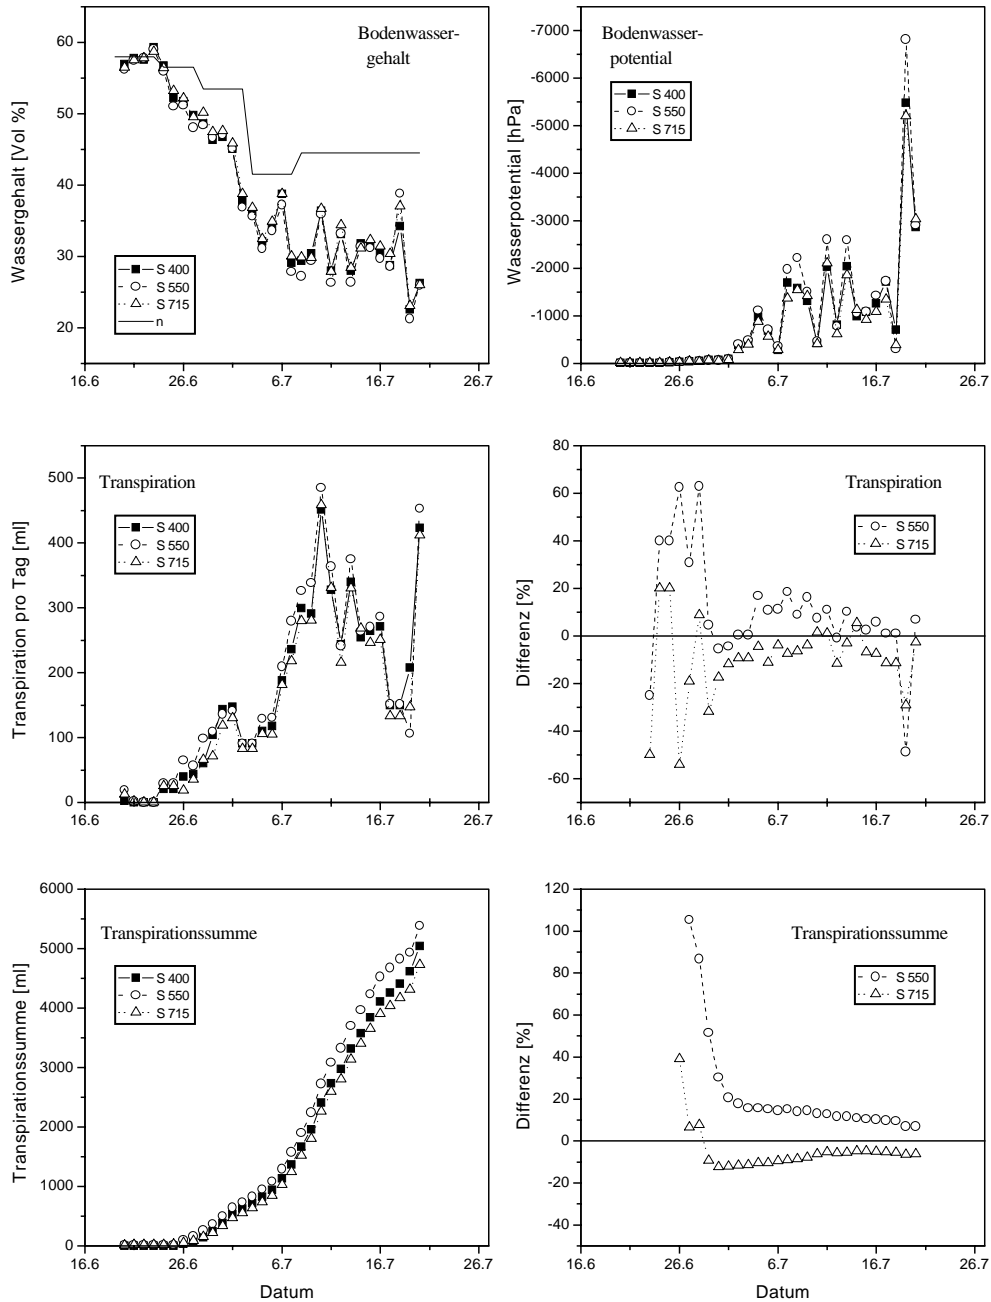 Bodenwasser-
gehalt
Wassergehalt [Vol %]
60
50
40
30
20
S 400
S 550
S 715
n
16.6
26.6
6.7
16.7
26.7
Bodenwasser-
potential
Wasserpotential [hPa]
-7000
-6000
-5000
-4000
-3000
-2000
-1000
0
S 400
S 550
S 715
16.6
26.6
6.7
16.7
26.7
Transpiration
Transpiration pro Tag [ml]
500
400
300
200
100
0
S 400
S 550
S 715
16.6
26.6
6.7
16.7
26.7
Transpiration
Differenz [%]
80
60
40
20
0
-20
-40
-60
S 550
S 715
16.6
26.6
6.7
16.7
26.7
Transpirationssumme
Transpirationssumme [ml]
6000
5000
4000
3000
2000
1000
0
S 400
S 550
S 715
16.6
26.6
6.7
16.7
26.7
Datum
Transpirationssumme
Differenz [%]
120
100
80
60
40
20
0
-20
-40
S 550
S 715
16.6
26.6
6.7
16.7
26.7
Datum